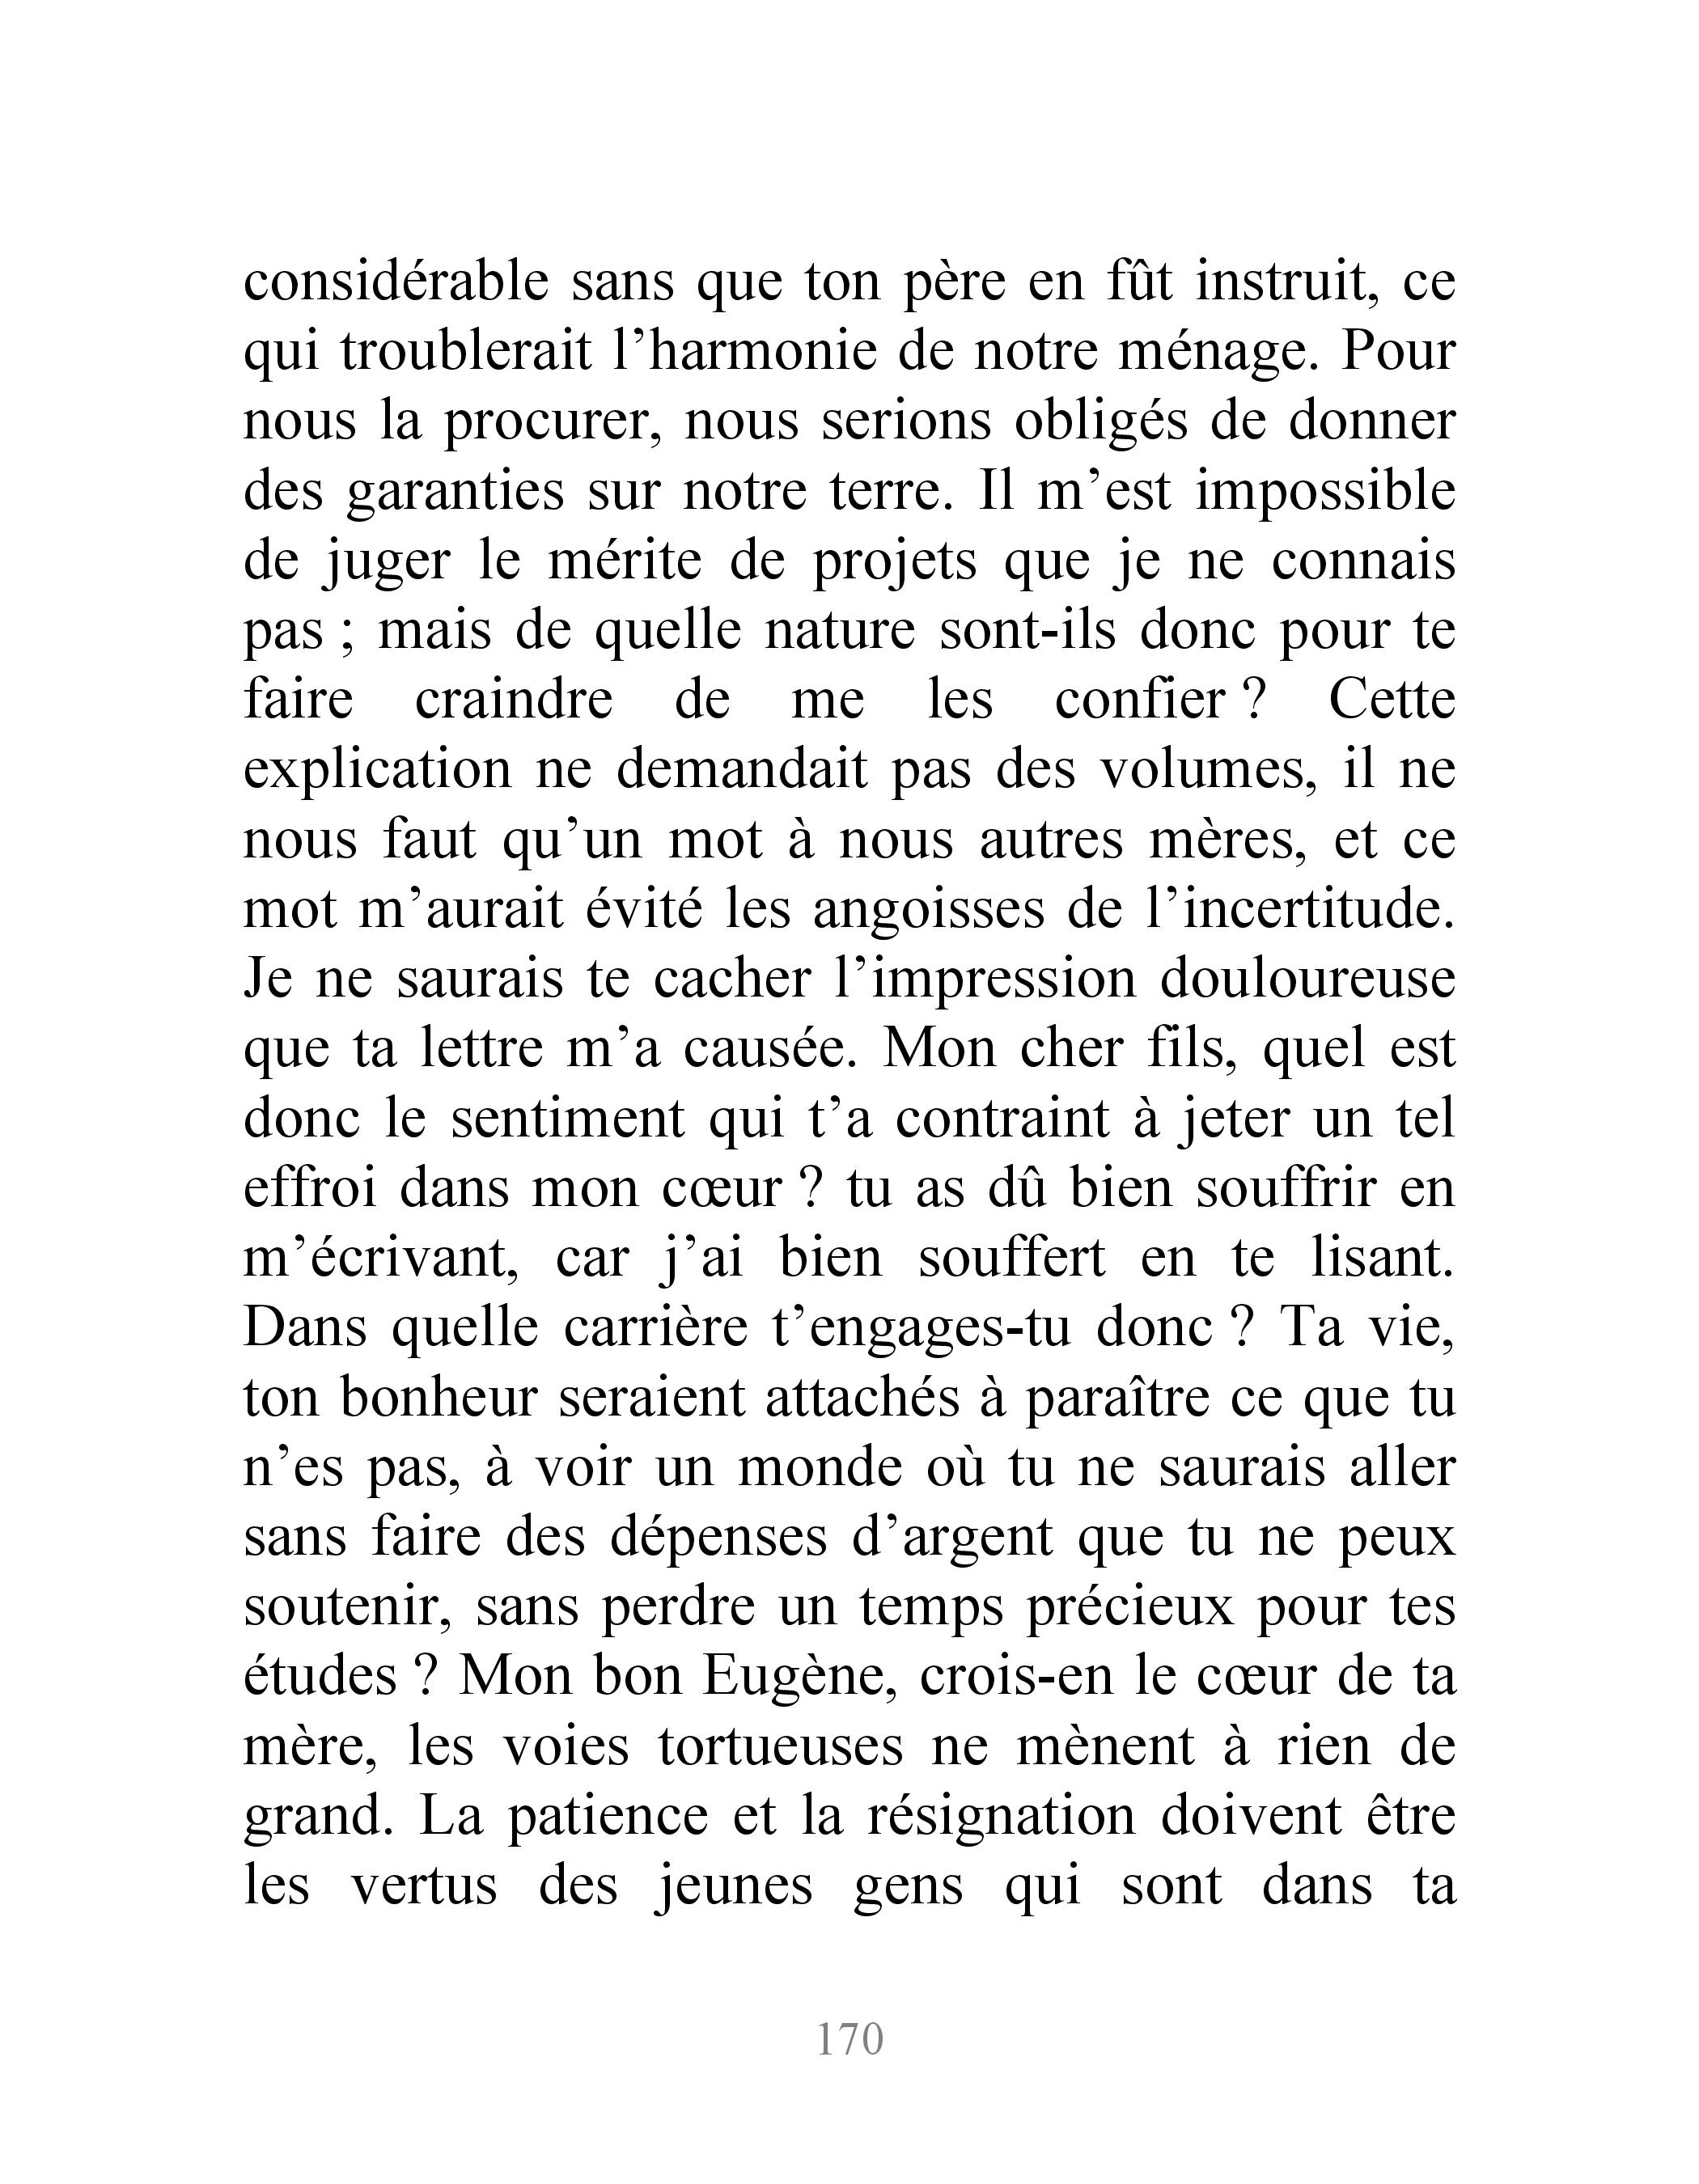 considérable sans que ton père en fût instruit, ce
qui troublerait l’harmonie de notre ménage. Pour
nous la procurer, nous serions obligés de donner
des garanties sur notre terre. Il m’est impossible
de juger le mérite de projets que je ne connais
pas ; mais de quelle nature sont-ils donc pour te
faire craindre de me les confier ? Cette
explication ne demandait pas des volumes, il ne
nous faut qu’un mot à nous autres mères, et ce
mot m’aurait évité les angoisses de l’incertitude.
Je ne saurais te cacher l’impression douloureuse
que ta lettre m’a causée. Mon cher fils, quel est
donc le sentiment qui t’a contraint à jeter un tel
effroi dans mon cœur ? tu as dû bien souffrir en
m’écrivant, car j’ai bien souffert en te lisant.
Dans quelle carrière t’engages-tu donc ? Ta vie,
ton bonheur seraient attachés à paraître ce que tu
n’es pas, à voir un monde où tu ne saurais aller
sans faire des dépenses d’argent que tu ne peux
soutenir, sans perdre un temps précieux pour tes
études ? Mon bon Eugène, crois-en le cœur de ta
mère, les voies tortueuses ne mènent à rien de
grand. La patience et la résignation doivent être
les vertus des jeunes gens qui sont dans ta
170